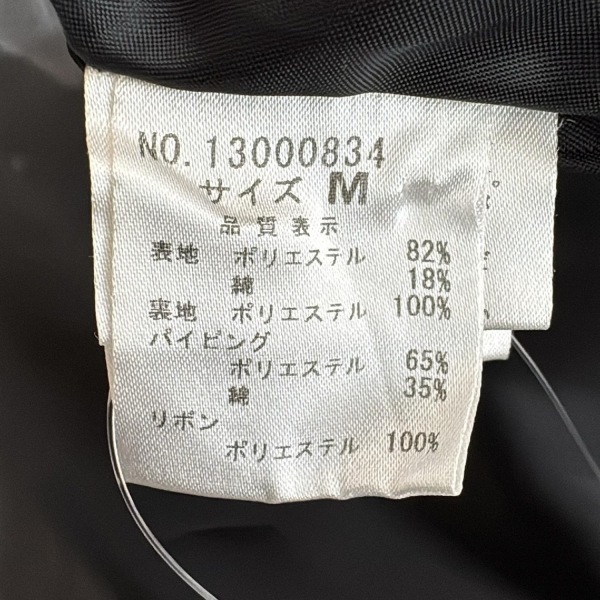 NO. 13000834
サイズ M
品質表示
表地 ポリエステル 82%
綿 18%
裏地 ポリエステル 100%
パイピング
ポリエステル 65%
綿 35%
リボン
ポリエステル 100%